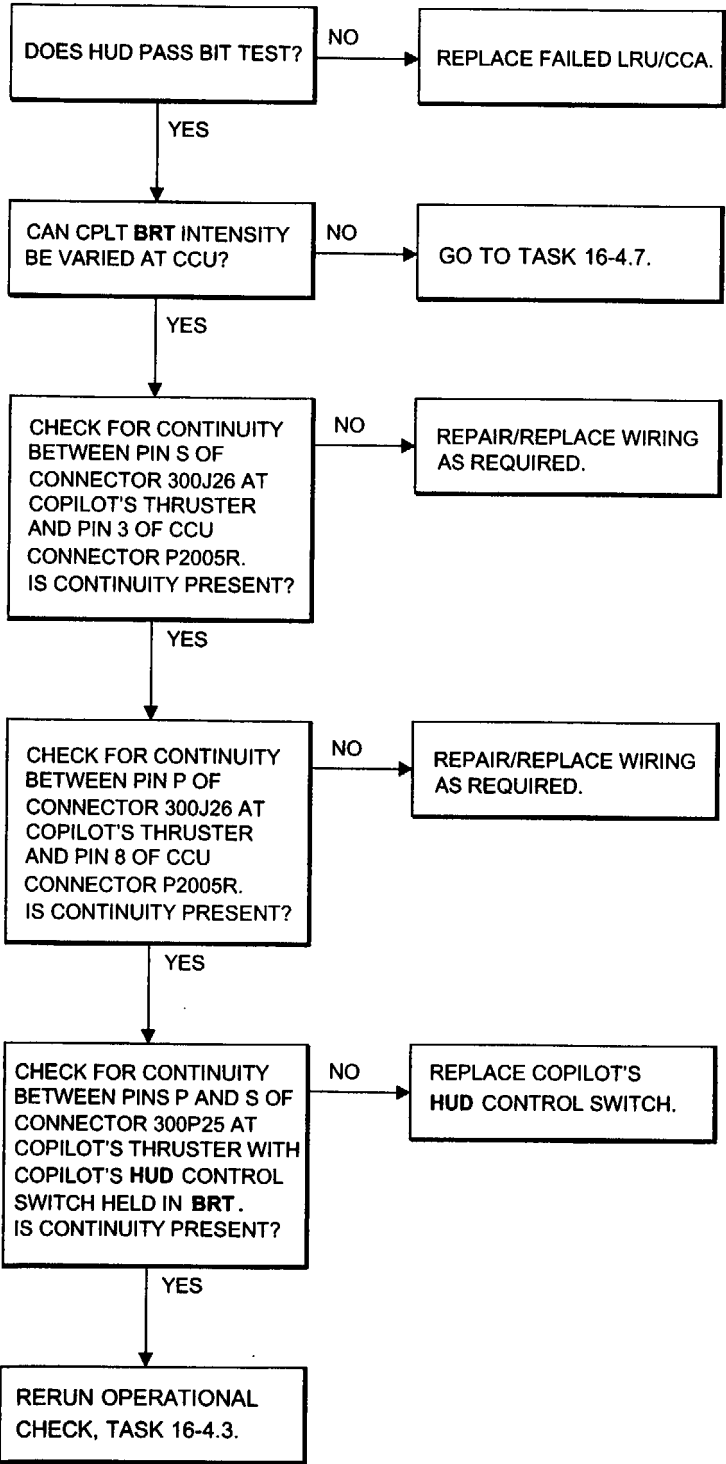 DOES HUD PASS BIT TEST?
NO
REPLACE FAILED LRU/CCA.
YES
CAN CPLT BRT INTENSITY
BE VARIED AT CCU?
NO
GO TO TASK 16-4.7.
YES
CHECK FOR CONTINUITY
BETWEEN PIN S OF
CONNECTOR 300J26 AT
COPILOT'S THRUSTER
AND PIN 3 OF CCU
CONNECTOR P2005R.
IS CONTINUITY PRESENT?
NO
REPAIR/REPLACE WIRING
AS REQUIRED.
YES
CHECK FOR CONTINUITY
BETWEEN PIN P OF
CONNECTOR 300J26 AT
COPILOT'S THRUSTER
AND PIN 8 OF CCU
CONNECTOR P2005R.
IS CONTINUITY PRESENT?
NO
REPAIR/REPLACE WIRING
AS REQUIRED.
YES
CHECK FOR CONTINUITY
BETWEEN PINS P AND S OF
CONNECTOR 300P25 AT
COPILOT'S THRUSTER WITH
COPILOT'S HUD CONTROL
SWITCH HELD IN BRT.
IS CONTINUITY PRESENT?
NO
REPLACE COPILOT'S
HUD CONTROL SWITCH.
YES
RERUN OPERATIONAL
CHECK, TASK 16-4.3.